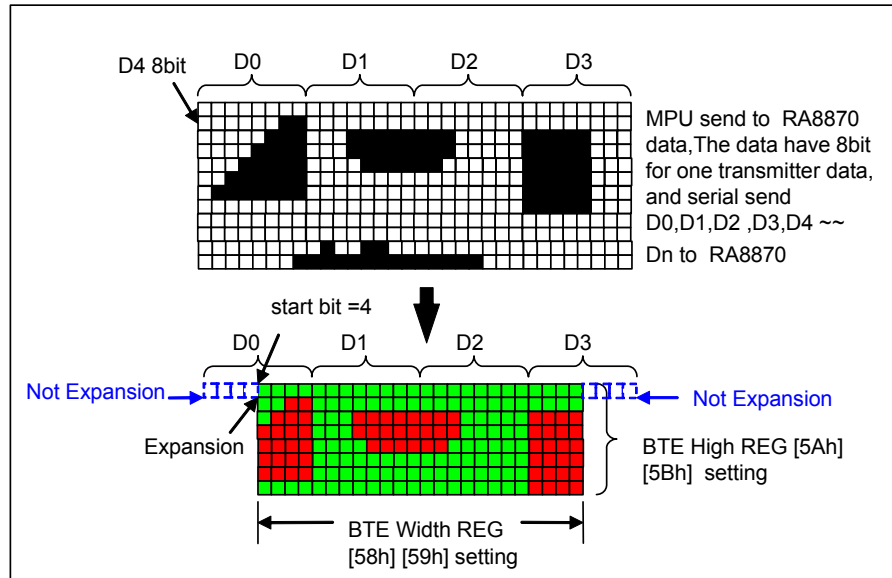 D4 8bit
D0 D1 D2 D3
MPU send to RA8870
data,The data have 8bit
for one transmitter data,
and serial send
D0,D1,D2 ,D3,D4 ~~
Dn to RA8870
start bit =4
D0 D1 D2 D3
Not Expansion
Not Expansion
Expansion
BTE High REG [5Ah]
[5Bh] setting
BTE Width REG
[58h] [59h] setting